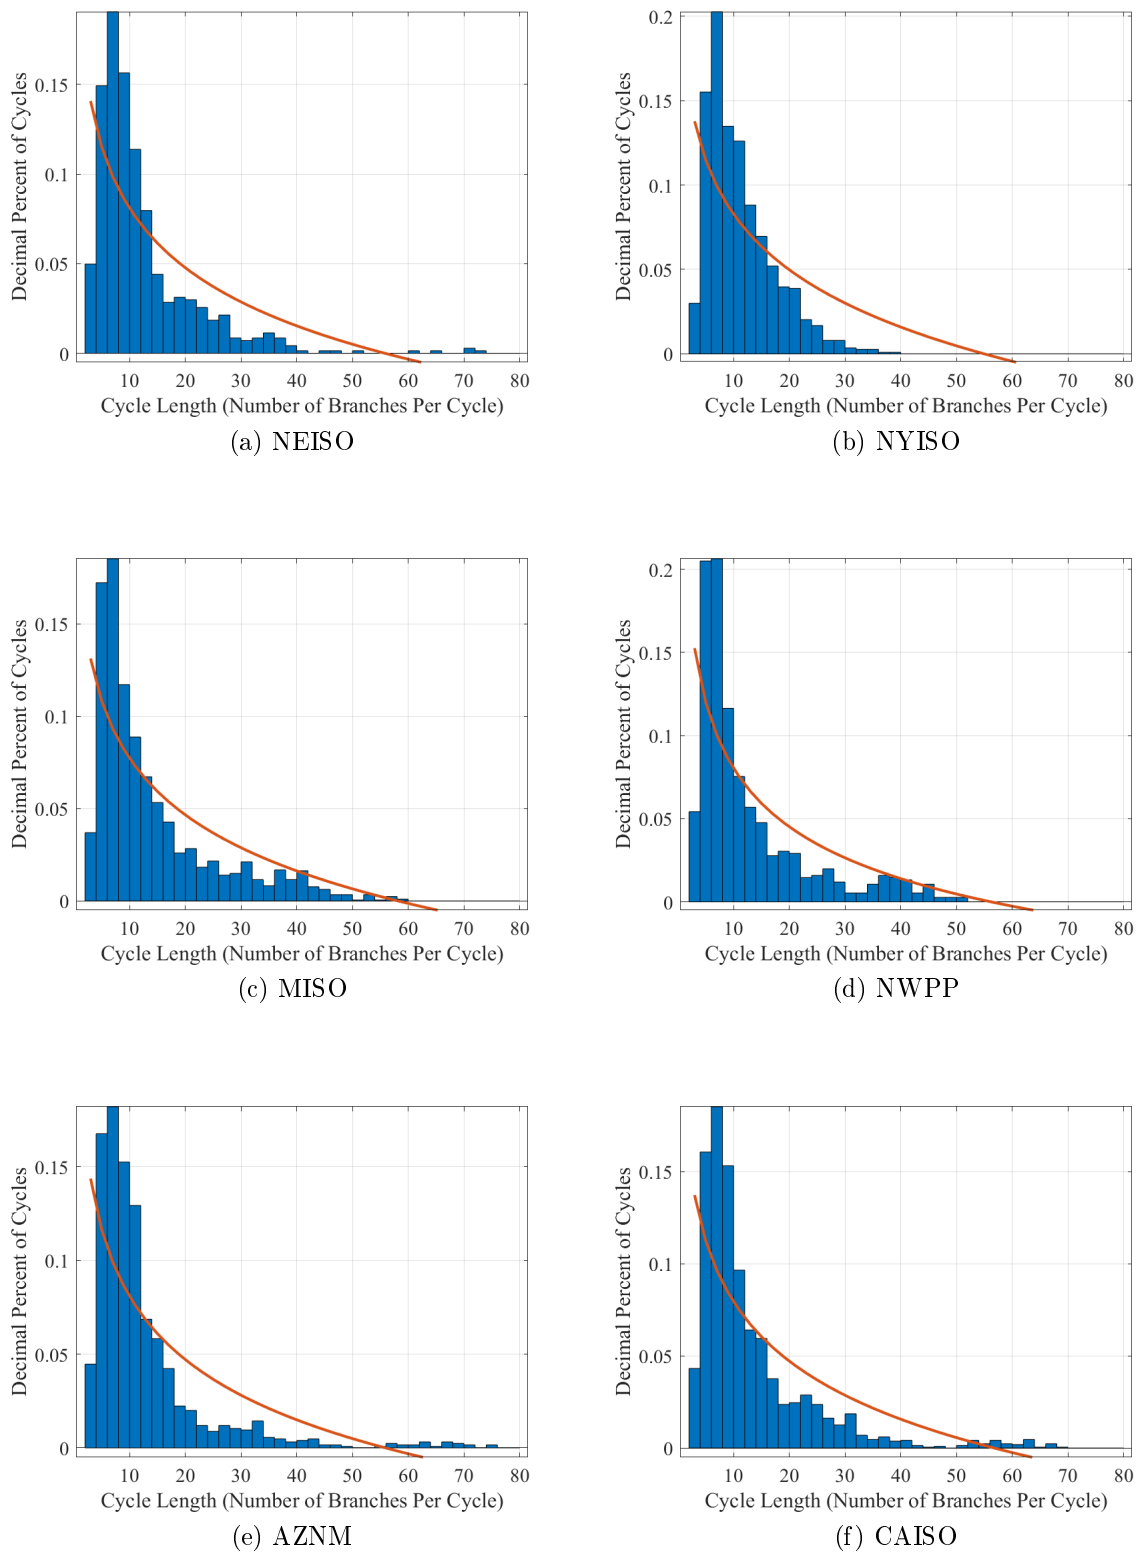 0.15
0.1
0.05
0
Decimal Percent of Cycles
10 20 30 40 50 60 70 80
Cycle Length (Number of Branches Per Cycle)
(a) NEISO
0.2
0.15
0.1
0.05
0
Decimal Percent of Cycles
10 20 30 40 50 60 70 80
Cycle Length (Number of Branches Per Cycle)
(b) NYISO
0.15
0.1
0.05
0
Decimal Percent of Cycles
10 20 30 40 50 60 70 80
Cycle Length (Number of Branches Per Cycle)
(c) MISO
0.2
0.15
0.1
0.05
0
Decimal Percent of Cycles
10 20 30 40 50 60 70 80
Cycle Length (Number of Branches Per Cycle)
(d) NWPP
0.15
0.1
0.05
0
Decimal Percent of Cycles
10 20 30 40 50 60 70 80
Cycle Length (Number of Branches Per Cycle)
(e) AZNM
0.15
0.1
0.05
0
Decimal Percent of Cycles
10 20 30 40 50 60 70 80
Cycle Length (Number of Branches Per Cycle)
(f) CAISO